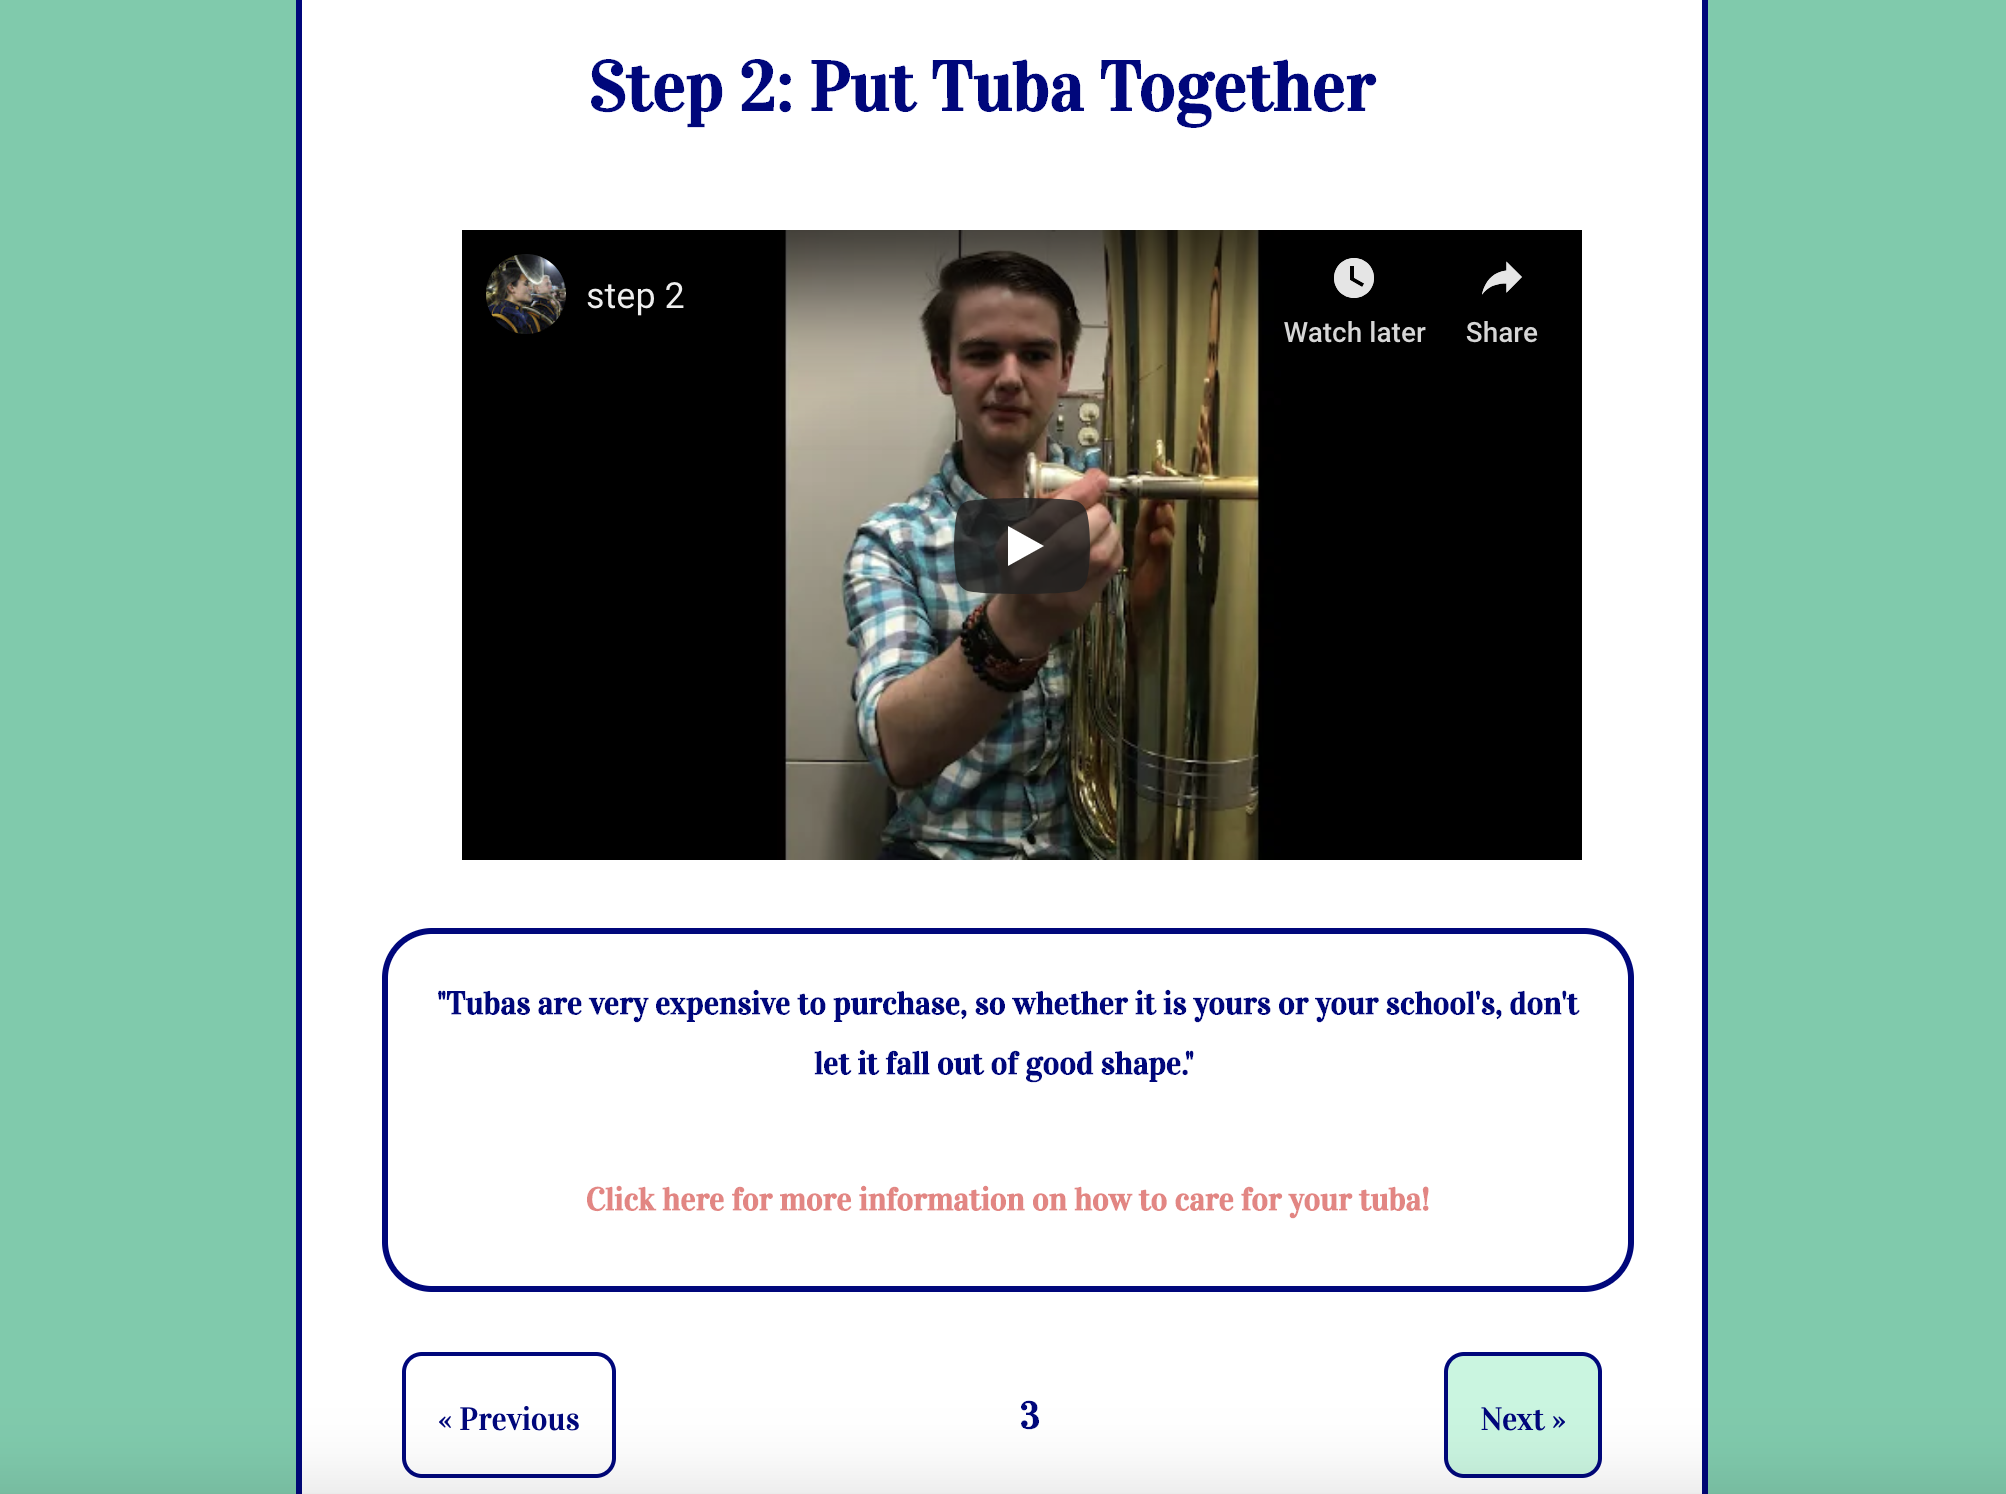 Step 2: Put Tuba Together
step 2
Watch later
Share
"Tubas are very expensive to purchase, so whether it is yours or your school's, don't
let it fall out of good shape."
Click here for more information on how to care for your tuba!
« Previous
3
Next »